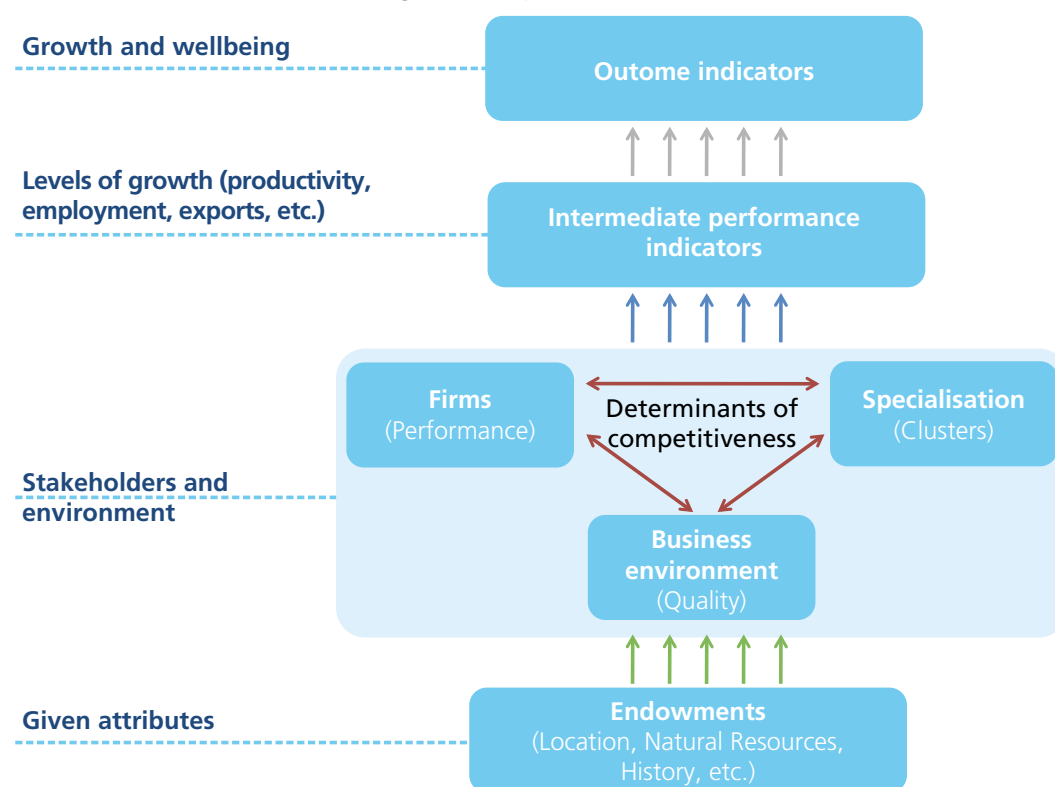 Growth and wellbeing
Outome indicators
Levels of growth (productivity,
employment, exports, etc.)
Intermediate performance
indicators
Firms
(Performance)
Determinants of
competitiveness
Specialisation
(Clusters)
Stakeholders and
environment
Business
environment
(Quality)
Given attributes
Endowments
(Location, Natural Resources,
History, etc.)